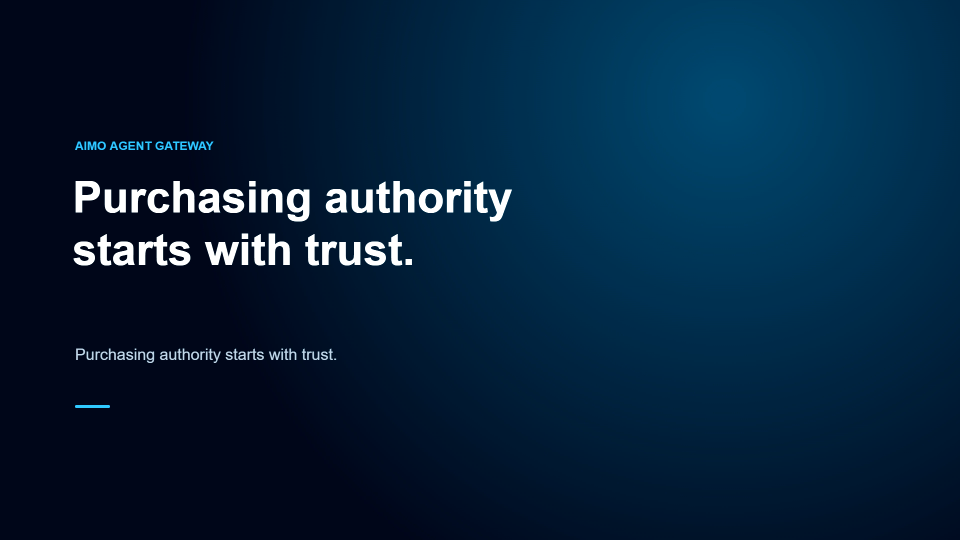 AIMO AGENT GATEWAY
Purchasing authority
starts with trust.
Purchasing authority starts with trust.